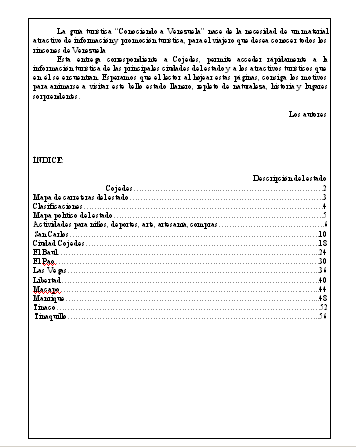 La guía turística "Conociendo a Venezuela" nace de la necesidad de un material
atractivo de información y promoción turística, para el viajero que desea conocer todos los
rincones de Venezuela.
Esta entrega correspondiente a Cojedes, permite acceder rápidamente a la
información turística de las principales ciudades del estado y a los atractivos turísticos que
en él se encuentran. Esperamos que el lector al hojear estas páginas, consiga los motivos
para animarse a visitar este bello estado llanero, repleto de naturaleza, historia y lugares
sorprendentes.
Los autores
INDICE:
Descripción del estado
Cojedes...2
Mapa de carreteras del estado...3
Clasificaciones...4
Mapa político del estado...5
Actividades para niños, deportes, arte, artesanía, compras...6
San Carlos...10
Ciudad Cojedes...18
El Baúl...24
El Pao...30
Las Vegas...36
Libertad...40
Macapo...44
Manrique...48
Tinaco...52
Tinaquillo...56